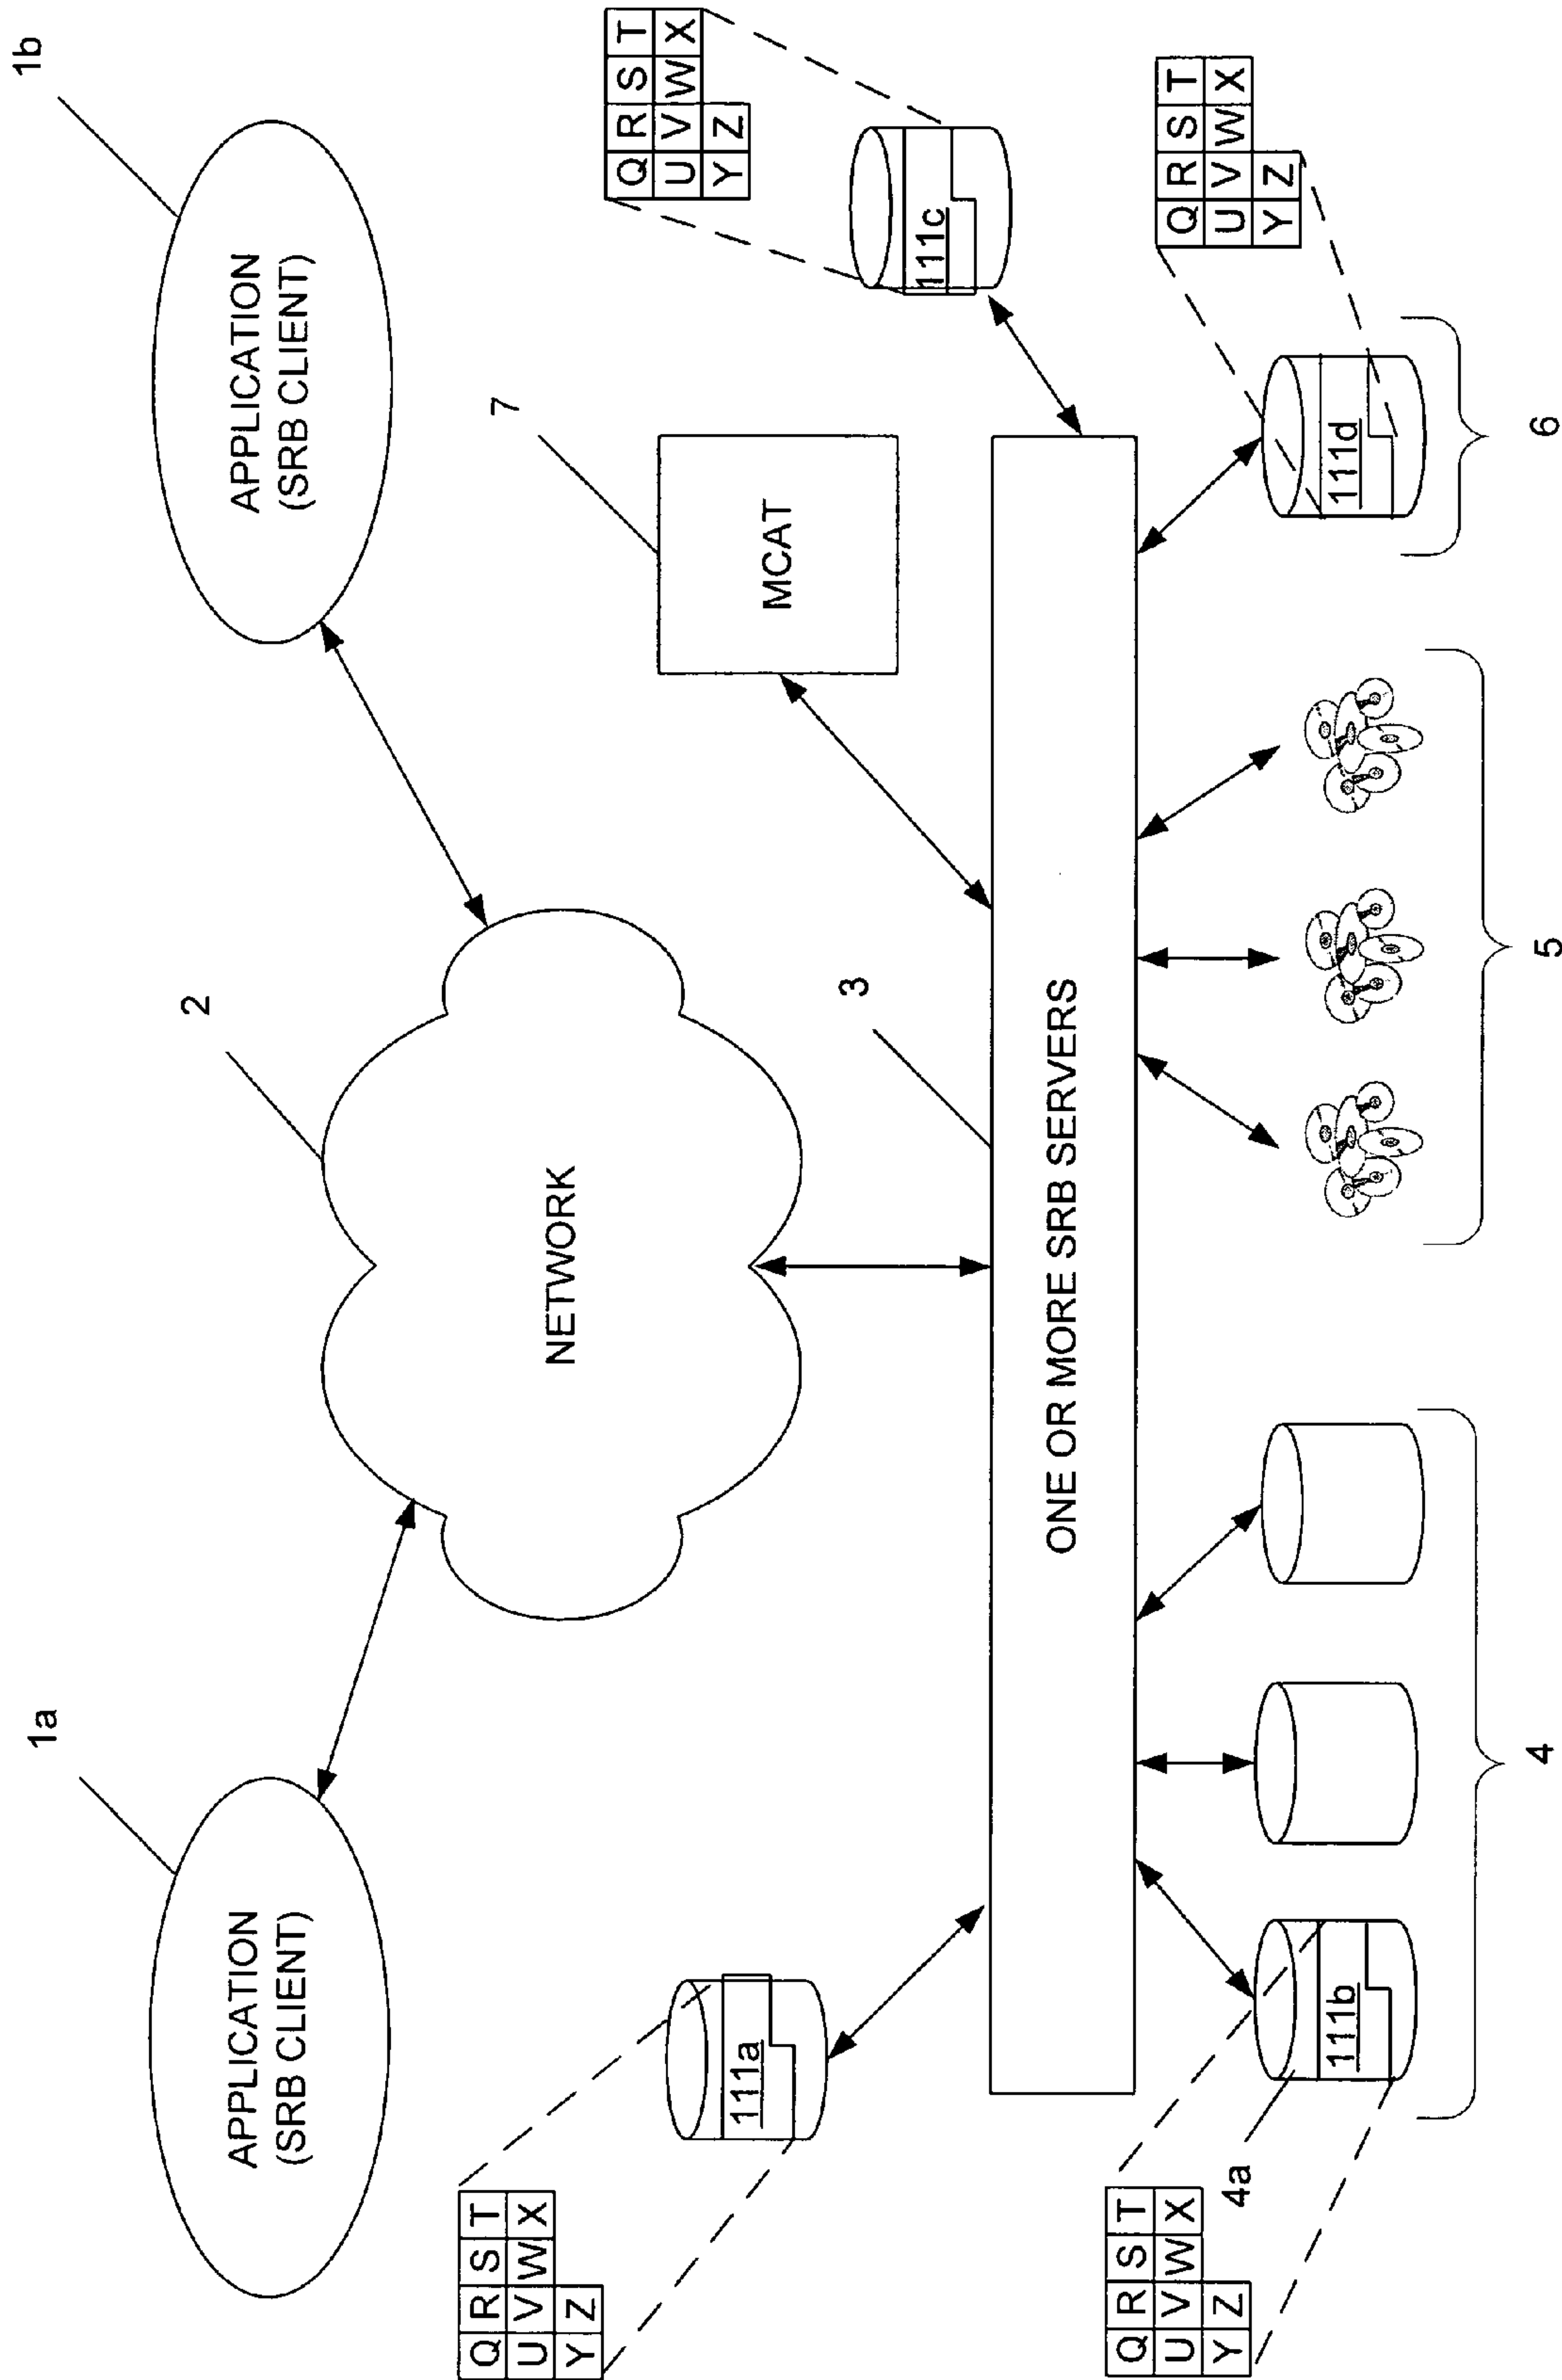 1a
1b
APPLICATION
(SRB CLIENT)
APPLICATION
(SRB CLIENT)
2
NETWORK
Q R S T
U V W X
Y Z
111a
7
MCAT
Q R S T
U V W X
Y Z
111c
3
ONE OR MORE SRB SERVERS
Q R S T
U V W X
Y Z
4a
111b
111d
Q R S T
U V W X
Y Z
4
5
6